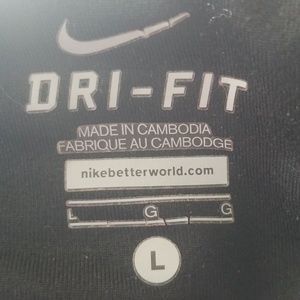 DRI-FIT
MADE IN CAMBODIA
FABRIQUE AU CAMBODGE
nikebetterworld.com
L G G
L